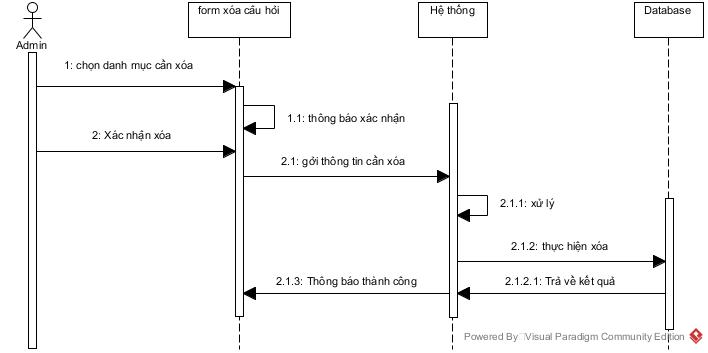 form xóa câu hỏi
Hệ thống
Database
Admin
1: chọn danh mục cần xóa
1.1: thông báo xác nhận
2: Xác nhận xóa
2.1: gởi thông tin cần xóa
2.1.1: xử lý
2.1.2: thực hiện xóa
2.1.3: Thông báo thành công
2.1.2.1: Trả về kết quả
Powered By Visual Paradigm Community Edition